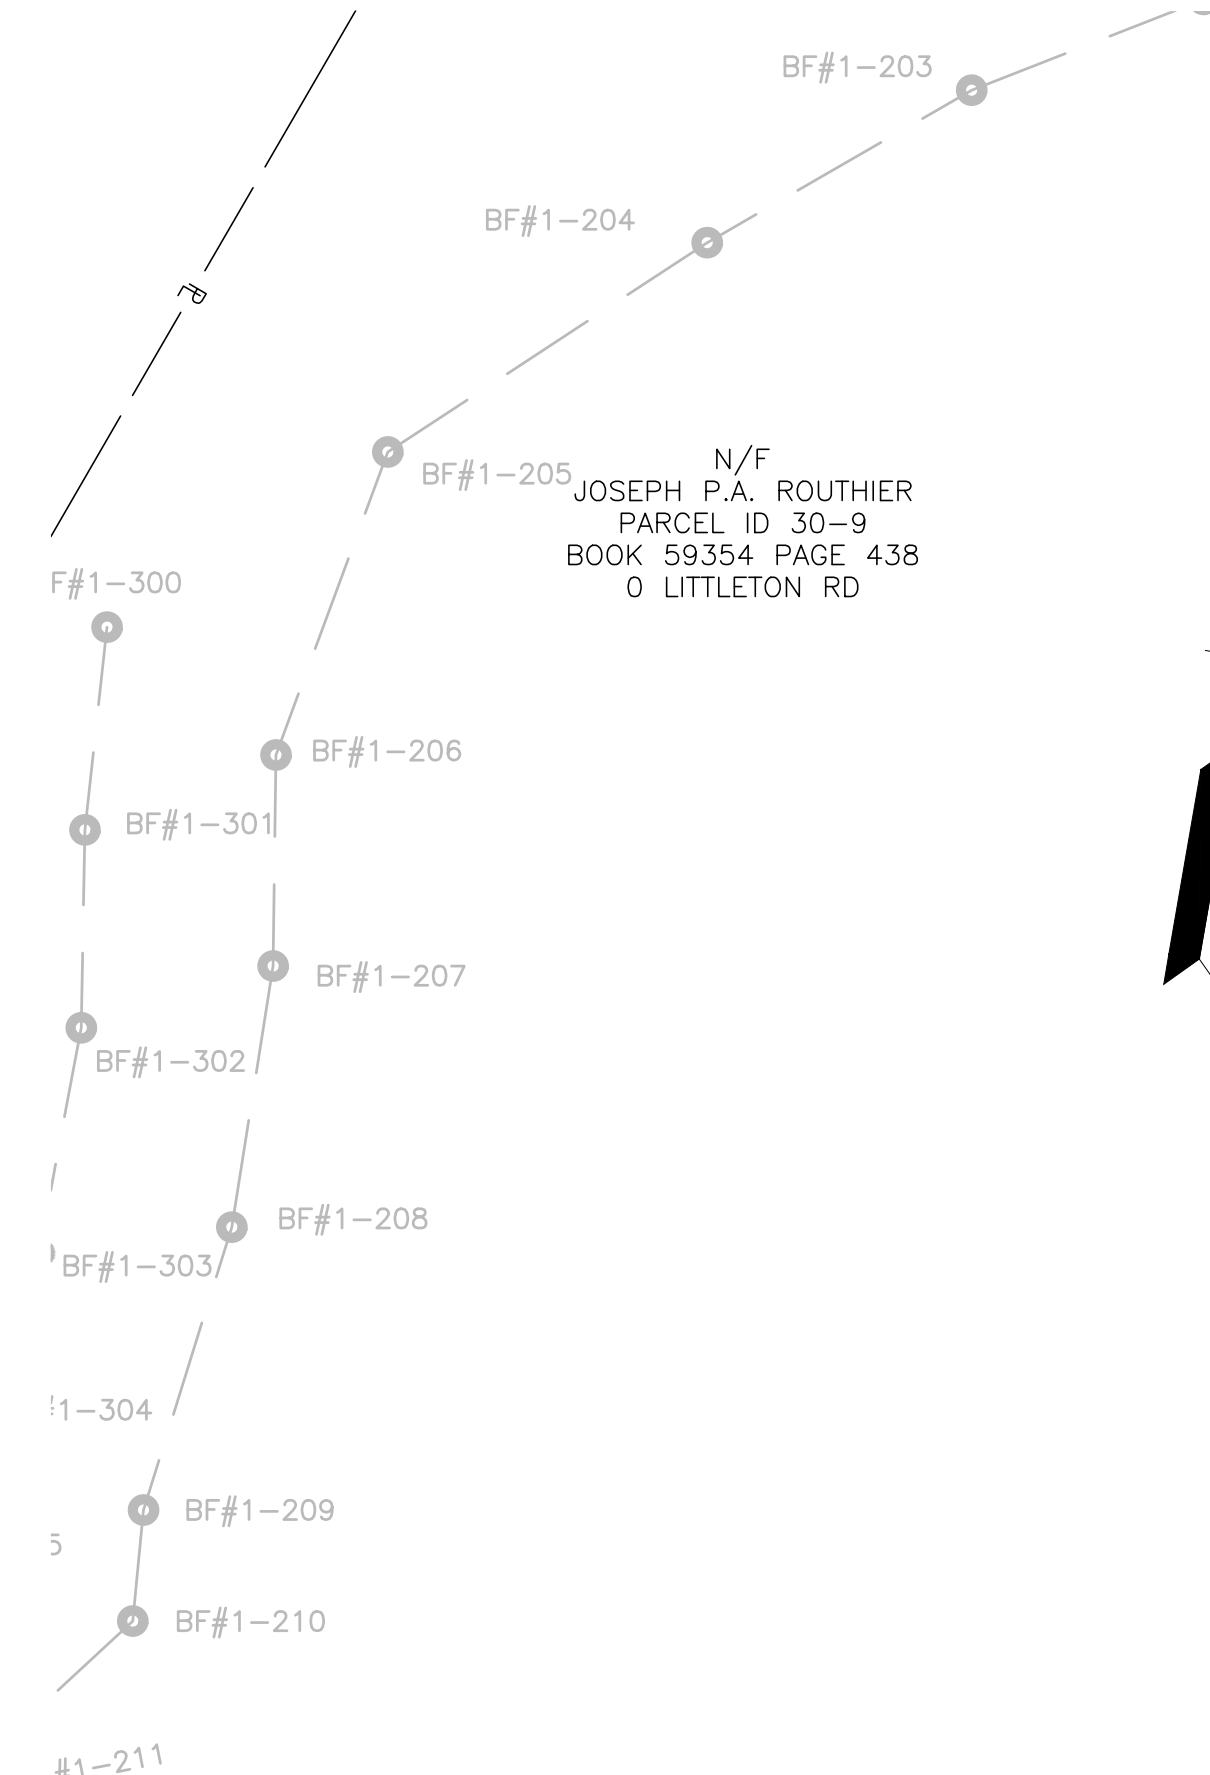 BF#1-203
BF#1-204
PL
BF#1-205
N/F
JOSEPH P.A. ROUTHIER
PARCEL ID 30-9
BOOK 59354 PAGE 438
0 LITTLETON RD
F#1-300
BF#1-206
BF#1-301
BF#1-207
BF#1-302
BF#1-208
BF#1-303
#1-304
BF#1-209
5
BF#1-210
#1-211